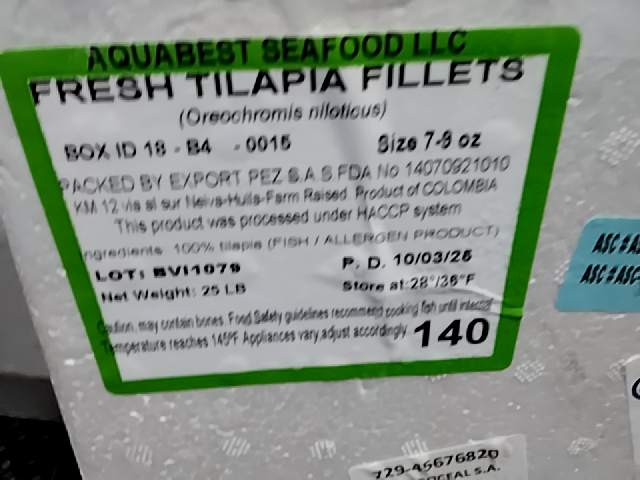 AQUABEST SEAFOOD LLC
FRESH TILAPIA FILLETS
(Oreochromis niloticus)
BOX ID 18 - B4 - 0015 Size 7-9 oz
PACKED BY EXPORT PEZ S.A.S FDA No 14070921010
KM 12 via al sur Neiva-Huila-Farm Raised. Product of COLOMBIA
This product was processed under HACCP system
Ingredients 100% tilapia (FISH / ALLERGEN PRODUCT)
LOT: BVI1079 P. D. 10/03/25
Net Weight: 25 LB Store at:28°/36°F
Caution, may contain bones. Food Safety guidelines recommend cooking fish until internal
Temperature reaches 145ºF Appliances vary,adjust accordingly. 140
729-45676820